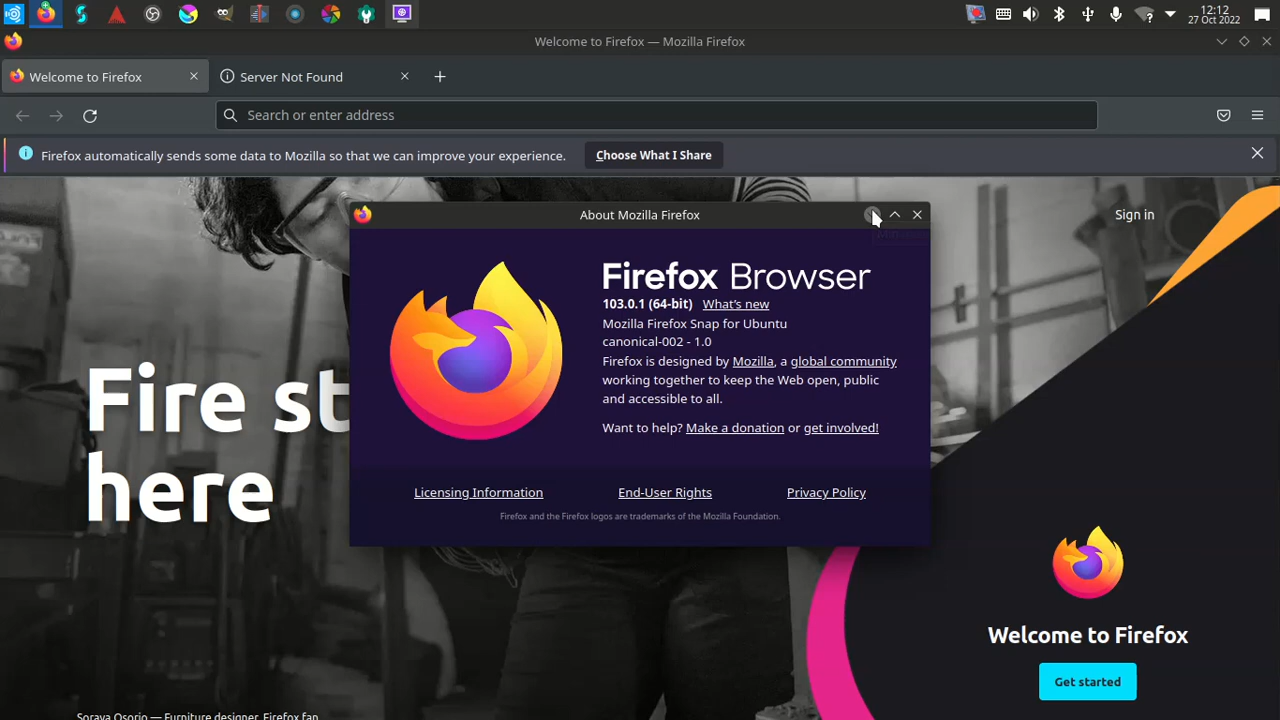 12:12
27 Oct 2022
Welcome to Firefox — Mozilla Firefox
Welcome to Firefox
Server Not Found
Search or enter address
Firefox automatically sends some data to Mozilla so that we can improve your experience.
Choose What I Share
About Mozilla Firefox
Sign in
Firefox Browser
103.0.1 (64-bit) What's new
Mozilla Firefox Snap for Ubuntu
canonical-002 - 1.0
Firefox is designed by Mozilla, a global community
working together to keep the Web open, public
and accessible to all.
Want to help? Make a donation or get involved!
Licensing Information
End-User Rights
Privacy Policy
Firefox and the Firefox logos are trademarks of the Mozilla Foundation.
Fire st
here
Welcome to Firefox
Get started
Soraya Osorio — Furniture designer, Firefox fan